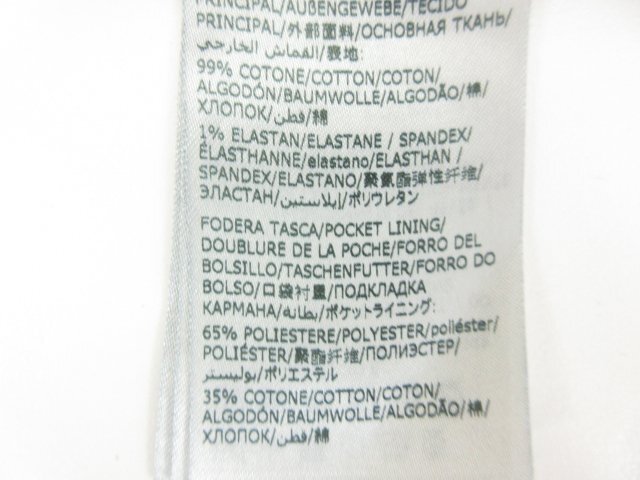 PRINCIPAL/AUßENGEWEBE/TECIDO
PRINCIPAL/外部面料/ОСНОВНАЯ ТКАНЬ/
القماش الخارجي/表地:
99% COTONE/COTTON/COTON/
ALGODÓN/BAUMWOLLE/ALGODÃO/棉/
ХЛОПОК/قطن/綿
1% ELASTAN/ELASTANE / SPANDEX/
ÉLASTHANNE/elastano/ELASTHAN /
SPANDEX/ELASTANO/聚氨酯弹性纤维/
ЭЛАСТАН/إيلاستين/ポリウレタン
FODERA TASCA/POCKET LINING/
DOUBLURE DE LA POCHE/FORRO DEL
BOLSILLO/TASCHENFUTTER/FORRO DO
BOLSO/口袋衬里/ПОДКЛАДКА
КАРМАНА/بطانه/ポケットライニング:
65% POLIESTERE/POLYESTER/poliéster/
POLIÉSTER/聚酯纤维/ПОЛИЭСТЕР/
بوليستر/ポリエステル
35% COTONE/COTTON/COTON/
ALGODÓN/BAUMWOLLE/ALGODÃO/棉/
ХЛОПОК/قطن/綿